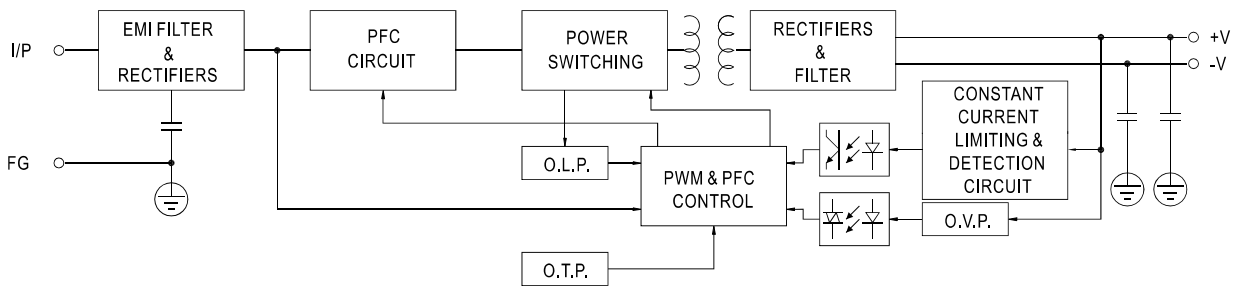 I/P
EMI FILTER
&
RECTIFIERS
PFC
CIRCUIT
POWER
SWITCHING
RECTIFIERS
&
FILTER
+V
-V
FG
O.L.P.
PWM & PFC
CONTROL
CONSTANT
CURRENT
LIMITING &
DETECTION
CIRCUIT
O.V.P.
O.T.P.